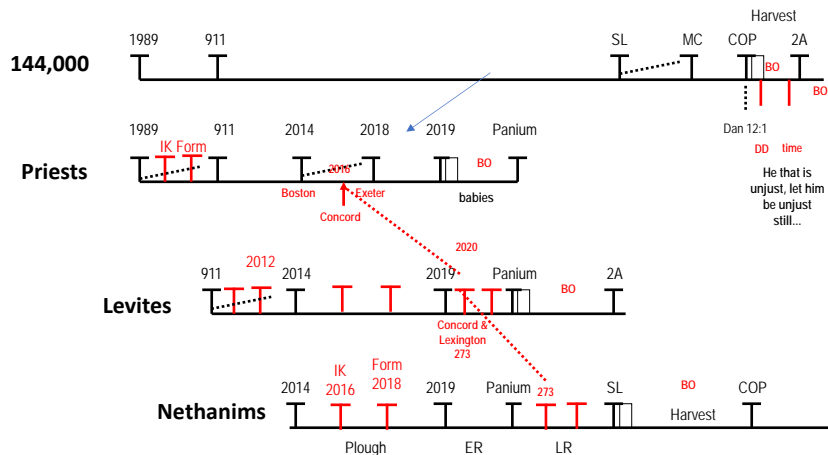 Harvest
1989 911 SL MC COP 2A
144,000
BO
BO
Dan 12:1 DD time
He that is
unjust, let him
be unjust
still…
1989 911 2014 2018 2019 Panium
IK Form
Priests
BO
Boston Exeter babies
Concord
2020
911 2012 2014 2019 Panium 2A
BO
Levites
Concord &
Lexington
273
IK Form
2014 2016 2018 2019 Panium 273 SL BO COP
Nethanims
Harvest
Plough ER LR